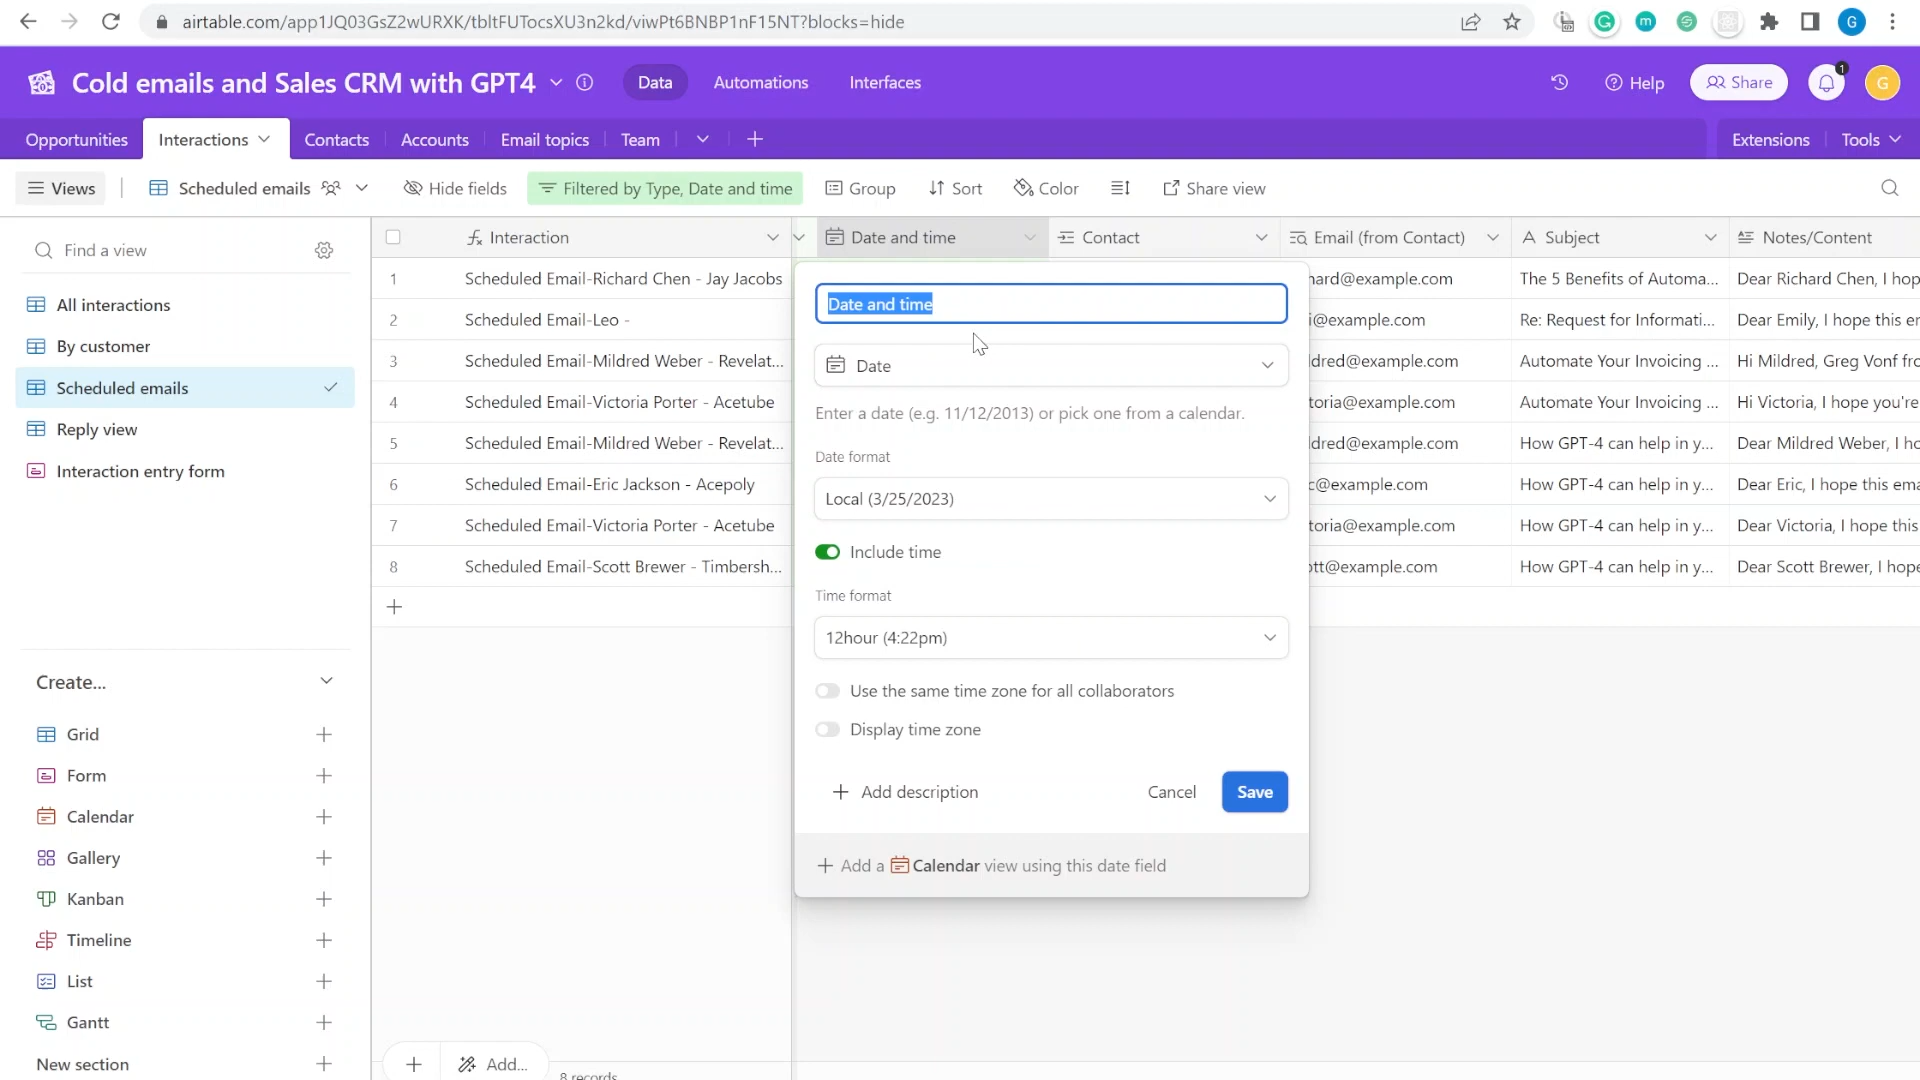 airtable.com/app1JQ03GsZ2wURXK/tbltFUTocsXU3n2kd/viwPt6BNBP1nF15NT?blocks=hide
G
m
G
Cold emails and Sales CRM with GPT4
Data
Automations
Interfaces
Help
Share
1
G
Opportunities
Interactions
Contacts
Accounts
Email topics
Team
Extensions
Tools
Views
Scheduled emails
Hide fields
Filtered by Type, Date and time
Group
Sort
Color
Share view
Find a view
All interactions
By customer
Scheduled emails
Reply view
Interaction entry form
Create...
Grid
Form
Calendar
Gallery
Kanban
Timeline
List
Gantt
New section
Interaction
Date and time
Contact
Email (from Contact)
Subject
Notes/Content
1 Scheduled Email-Richard Chen - Jay Jacobs
2 Scheduled Email-Leo -
3 Scheduled Email-Mildred Weber - Revelat...
4 Scheduled Email-Victoria Porter - Acetube
5 Scheduled Email-Mildred Weber - Revelat...
6 Scheduled Email-Eric Jackson - Acepoly
7 Scheduled Email-Victoria Porter - Acetube
8 Scheduled Email-Scott Brewer - Timbersh...
Add...
8 records
Date and time
Date
Enter a date (e.g. 11/12/2013) or pick one from a calendar.
Date format
Local (3/25/2023)
Include time
Time format
12hour (4:22pm)
Use the same time zone for all collaborators
Display time zone
Add description
Cancel
Save
Add a Calendar view using this date field
hard@example.com The 5 Benefits of Automa... Dear Richard Chen, I hop
i@example.com Re: Request for Informati... Dear Emily, I hope this er
dred@example.com Automate Your Invoicing ... Hi Mildred, Greg Vonf fro
toria@example.com Automate Your Invoicing ... Hi Victoria, I hope you're
dred@example.com How GPT-4 can help in y... Dear Mildred Weber, I ho
c@example.com How GPT-4 can help in y... Dear Eric, I hope this ema
toria@example.com How GPT-4 can help in y... Dear Victoria, I hope this
ott@example.com How GPT-4 can help in y... Dear Scott Brewer, I hope